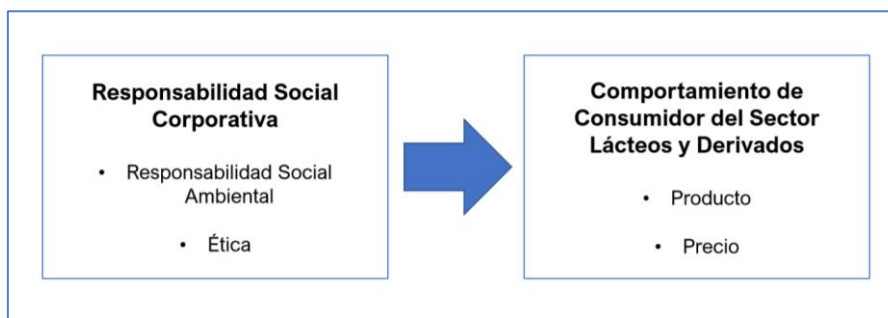 Responsabilidad Social
Corporativa
• Responsabilidad Social
Ambiental
• Ética
Comportamiento de
Consumidor del Sector
Lácteos y Derivados
• Producto
• Precio